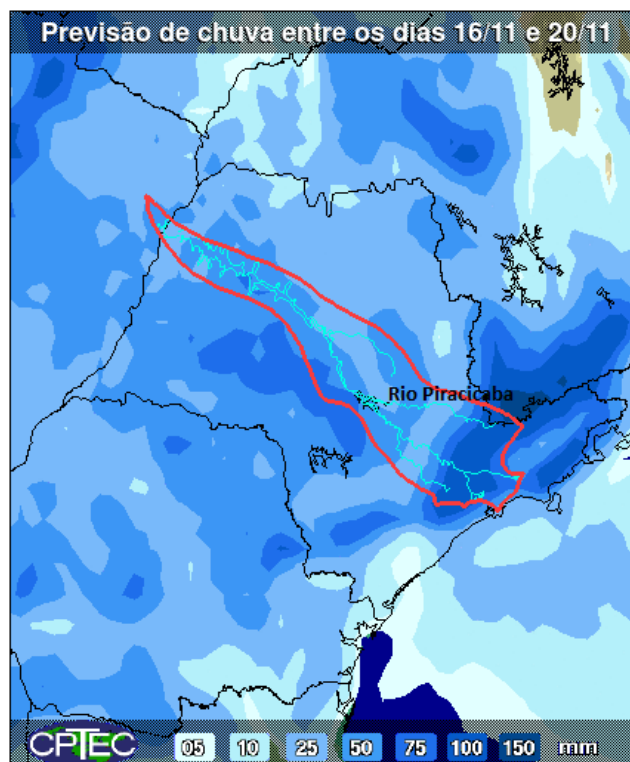 Previsão de chuva entre os dias 16/11 e 20/11
Rio Piracicaba
CPTEC 05 10 25 50 75 100 150 mm